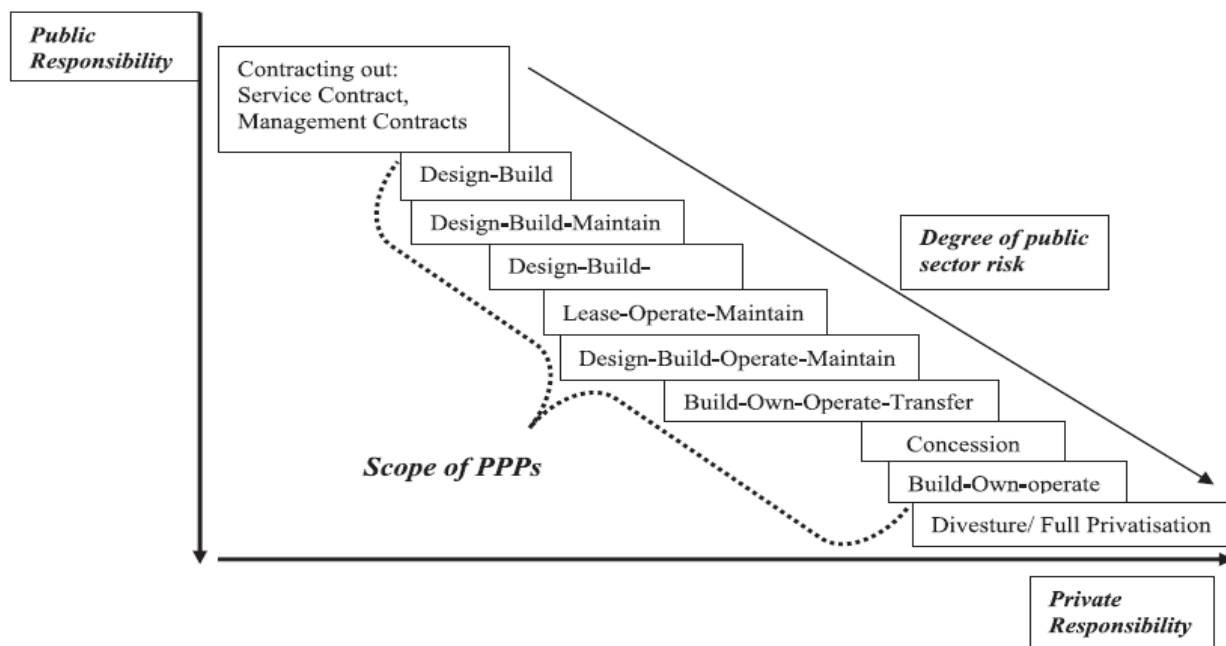 Public
Responsibility
Contracting out:
Service Contract,
Management Contracts
Design-Build
Design-Build-Maintain
Design-Build-
Lease-Operate-Maintain
Design-Build-Operate-Maintain
Build-Own-Operate-Transfer
Concession
Build-Own-operate
Divesture/ Full Privatisation
Degree of public
sector risk
Scope of PPPs
Private
Responsibility